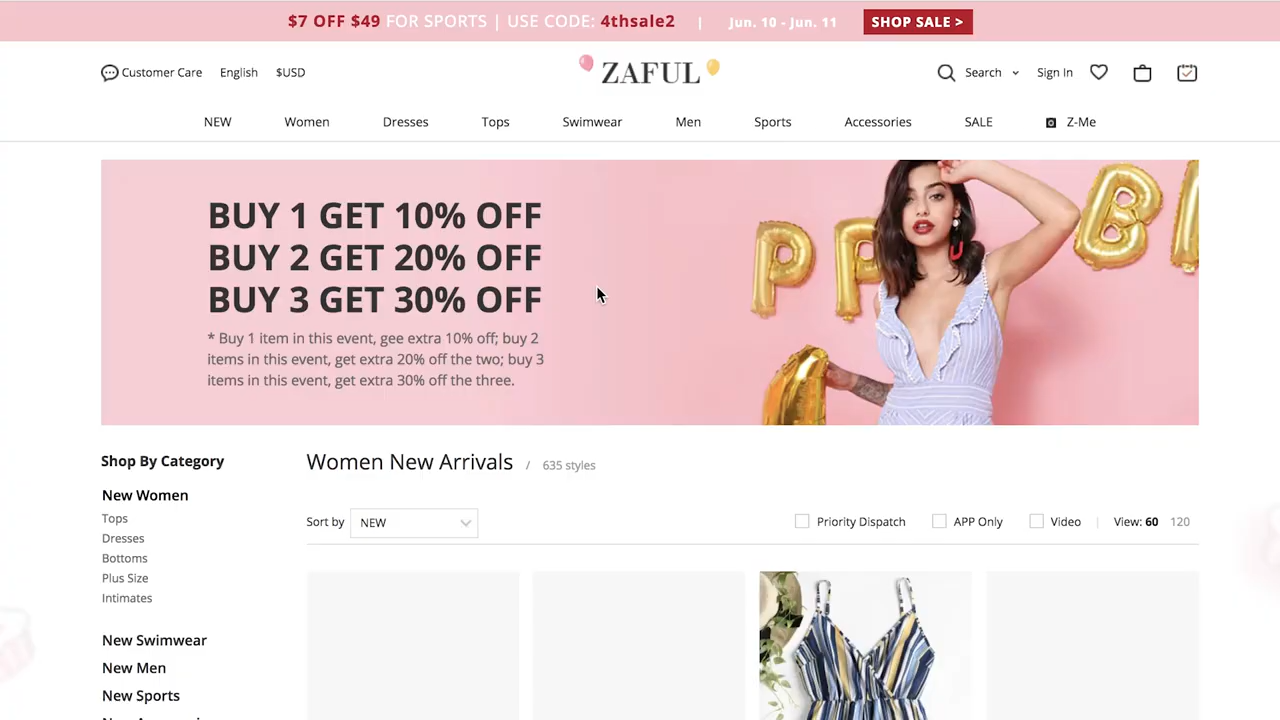 $7 OFF $49 FOR SPORTS | USE CODE: 4thsale2 | Jun. 10 - Jun. 11 SHOP SALE >
Customer Care English $USD ZAFUL Search Sign In
NEW Women Dresses Tops Swimwear Men Sports Accessories SALE Z-Me
BUY 1 GET 10% OFF
BUY 2 GET 20% OFF
BUY 3 GET 30% OFF
* Buy 1 item in this event, gee extra 10% off; buy 2
items in this event, get extra 20% off the two; buy 3
items in this event, get extra 30% off the three.
PP BI
Shop By Category
Women New Arrivals / 635 styles
New Women
Sort by NEW Priority Dispatch APP Only Video | View: 60 120
Tops
Dresses
Bottoms
Plus Size
Intimates
New Swimwear
New Men
New Sports